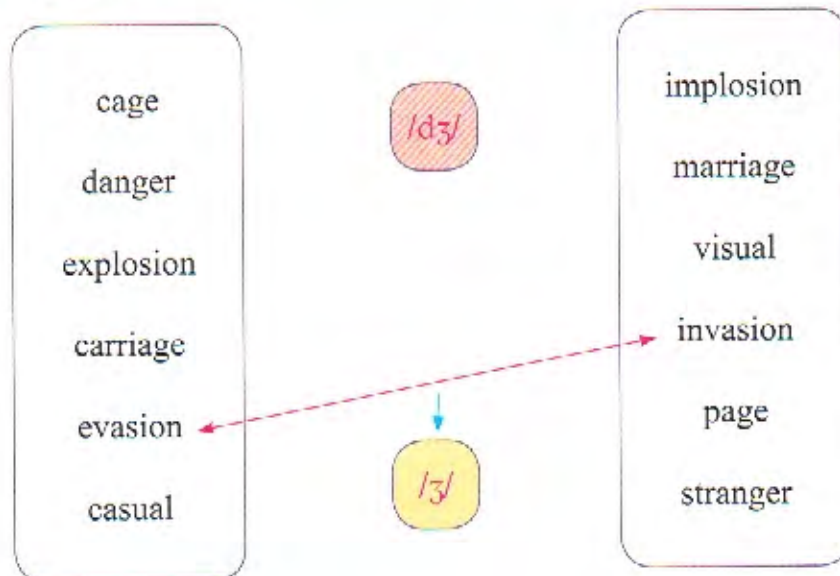 cage
danger
explosion
carriage
evasion
casual
/dʒ/
/ʒ/
implosion
marriage
visual
invasion
page
stranger